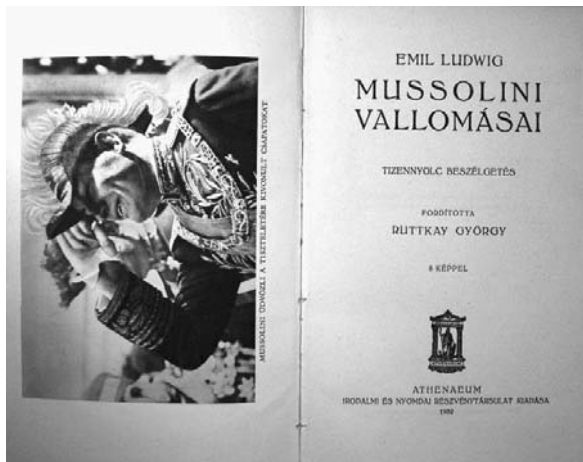 MUSSOLINI ÜDVÖZLI A TISZTELETÉRE KIVONULT CSAPATOKAT
EMIL LUDWIG
MUSSOLINI
VALLOMÁSAI
TIZENNYOLC BESZÉLGETÉS
FORDÍTOTTA
RUTTKAY GYÖRGY
8 KÉPPEL
ATHENAEUM
IRODALMI ÉS NYOMDAI RÉSZVÉNYTÁRSULAT KIADÁSA